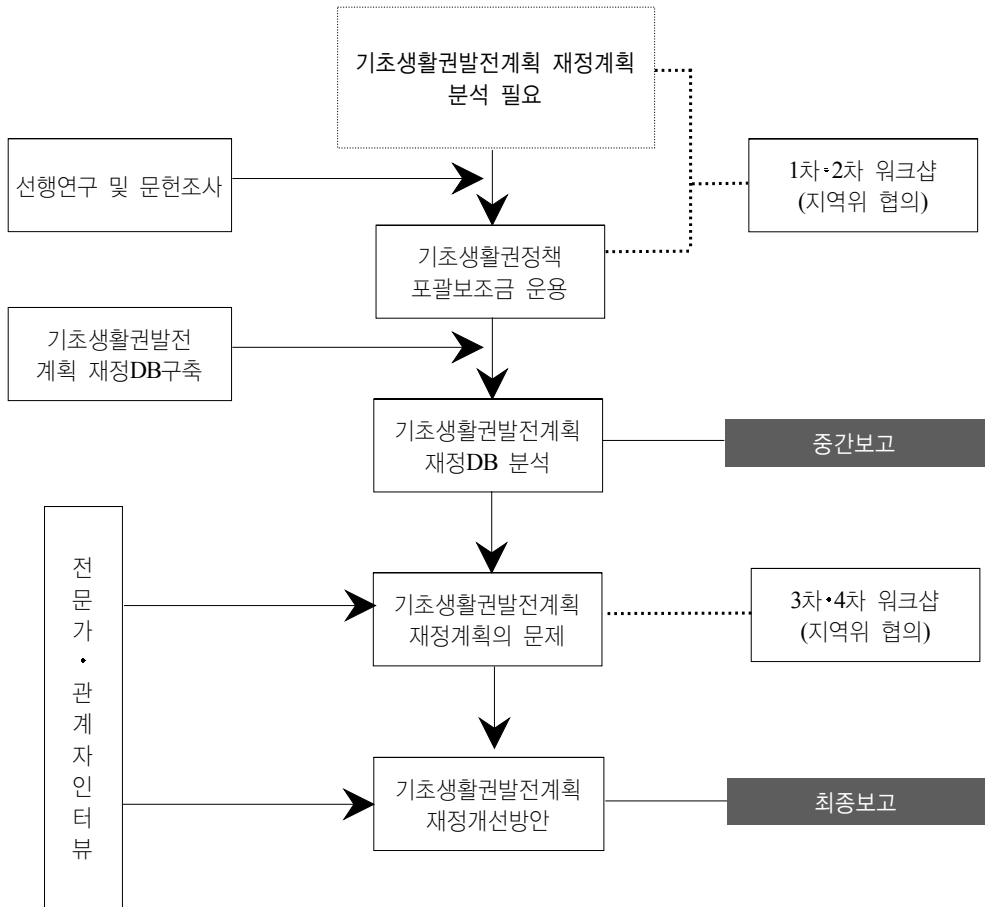 기초생활권발전계획 재정계획
분석 필요
선행연구 및 문헌조사
1차·2차 워크샵
(지역위 협의)
기초생활권정책
포괄보조금 운용
기초생활권발전
계획 재정DB구축
기초생활권발전계획
재정DB 분석
중간보고
전문가·관계자인터뷰
기초생활권발전계획
재정계획의 문제
3차·4차 워크샵
(지역위 협의)
기초생활권발전계획
재정개선방안
최종보고